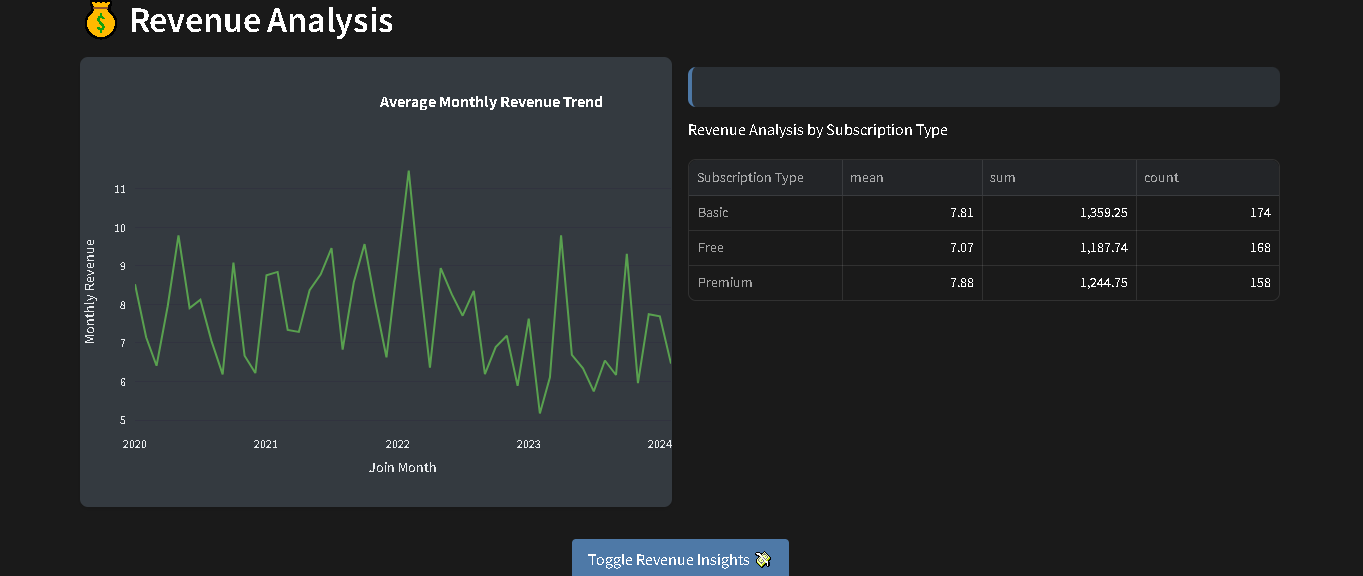 Revenue Analysis
Average Monthly Revenue Trend
Monthly Revenue
11
10
9
8
7
6
5
2020 2021 2022 2023 2024
Join Month
Revenue Analysis by Subscription Type
Subscription Type mean sum count
Basic 7.81 1,359.25 174
Free 7.07 1,187.74 168
Premium 7.88 1,244.75 158
Toggle Revenue Insights